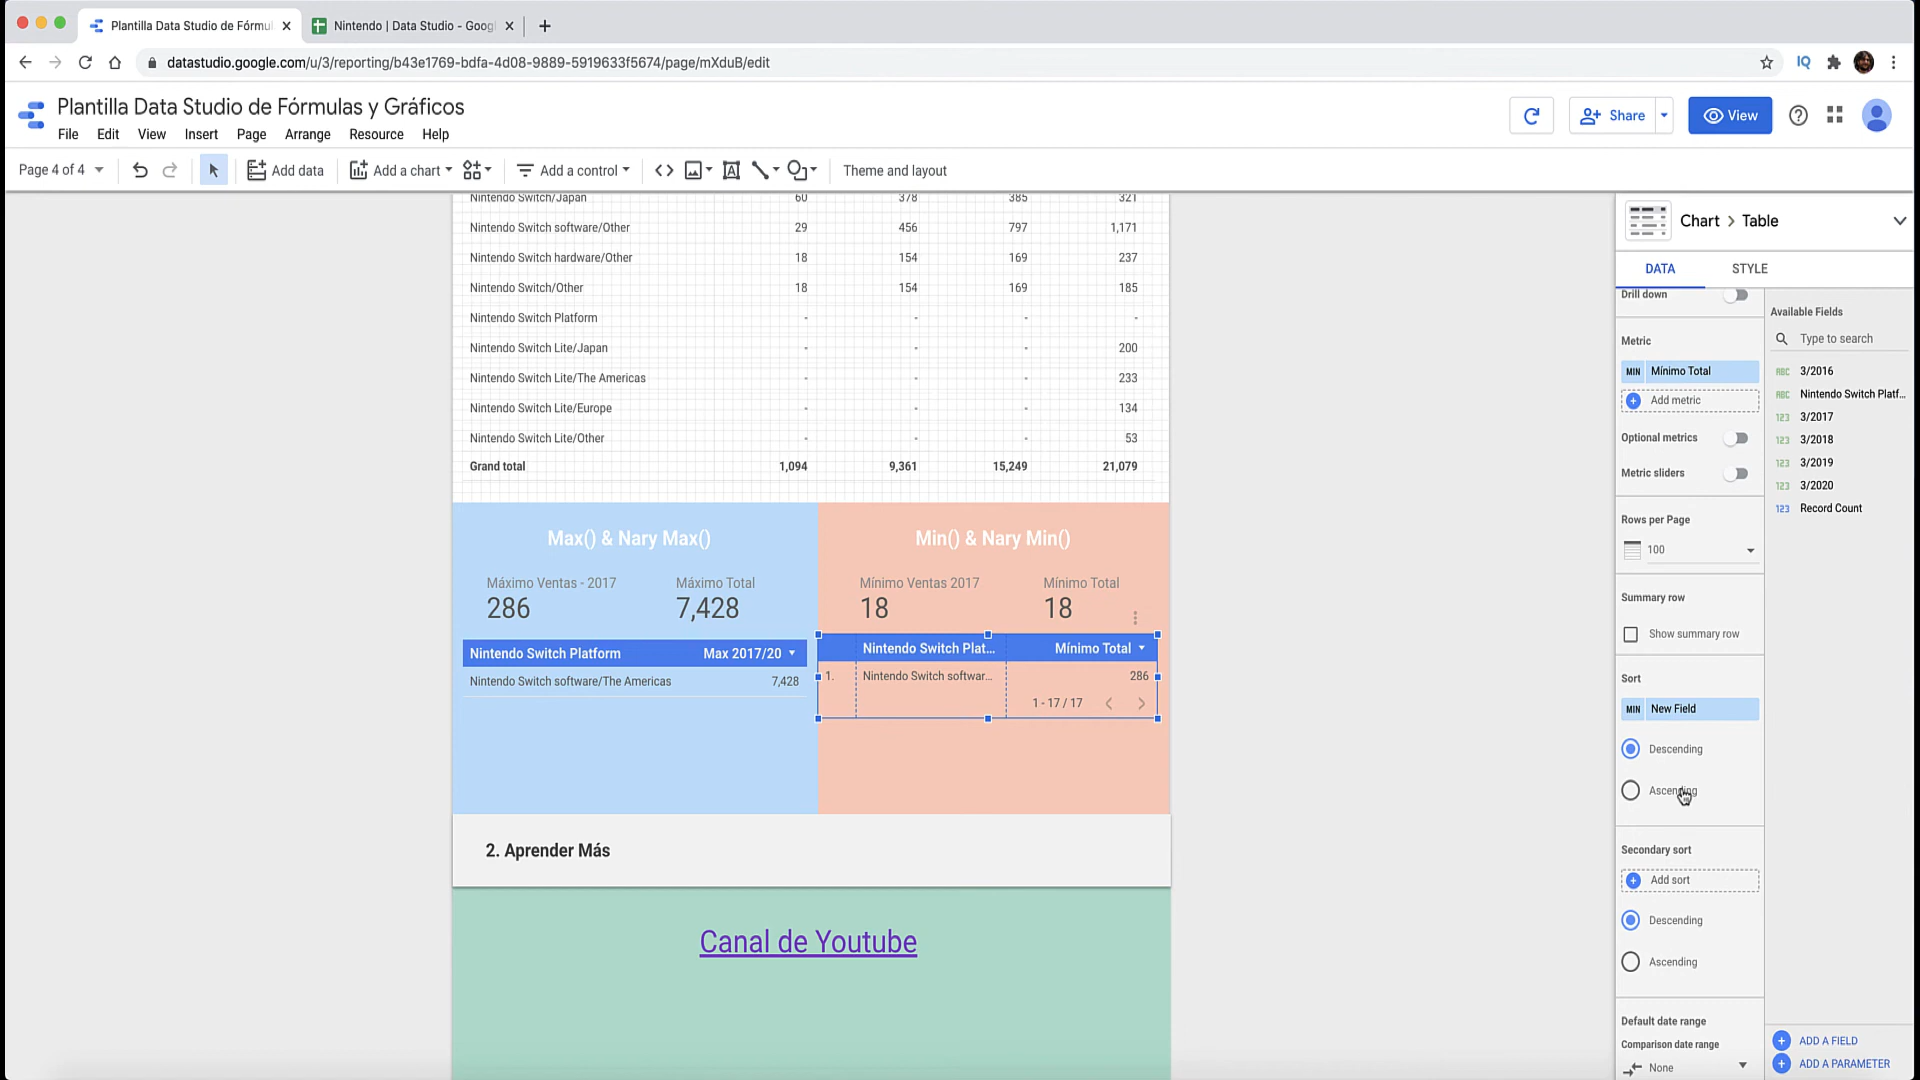 Plantilla Data Studio de Fórmul
Nintendo | Data Studio - Goog
datastudio.google.com/u/3/reporting/b43e1769-bdfa-4d08-9889-5919633f5674/page/mXduB/edit
IQ
Plantilla Data Studio de Fórmulas y Gráficos
File Edit View Insert Page Arrange Resource Help
Share
View
Page 4 of 4
Add data
Add a chart
Add a control
Theme and layout
Nintendo Switch/Japan 60 378 385 321
Nintendo Switch software/Other 29 456 797 1,171
Nintendo Switch hardware/Other 18 154 169 237
Nintendo Switch/Other 18 154 169 185
Nintendo Switch Platform - - - -
Nintendo Switch Lite/Japan - - - 200
Nintendo Switch Lite/The Americas - - - 233
Nintendo Switch Lite/Europe - - - 134
Nintendo Switch Lite/Other - - - 53
Grand total 1,094 9,361 15,249 21,079
Max() & Nary Max()
Máximo Ventas - 2017 Máximo Total
286 7,428
Nintendo Switch Platform Max 2017/20
Nintendo Switch software/The Americas 7,428
Min() & Nary Min()
Mínimo Ventas 2017 Mínimo Total
18 18
Nintendo Switch Plat... Mínimo Total
1. Nintendo Switch softwar... 286
1 - 17 / 17
2. Aprender Más
Canal de Youtube
Chart > Table
DATA STYLE
Drill down
Metric
MIN Mínimo Total
Add metric
Optional metrics
Metric sliders
Rows per Page
100
Summary row
Show summary row
Sort
MIN New Field
Descending
Ascending
Secondary sort
Add sort
Descending
Ascending
Default date range
Comparison date range
None
Available Fields
Type to search
ABC 3/2016
ABC Nintendo Switch Platf...
123 3/2017
123 3/2018
123 3/2019
123 3/2020
123 Record Count
ADD A FIELD
ADD A PARAMETER